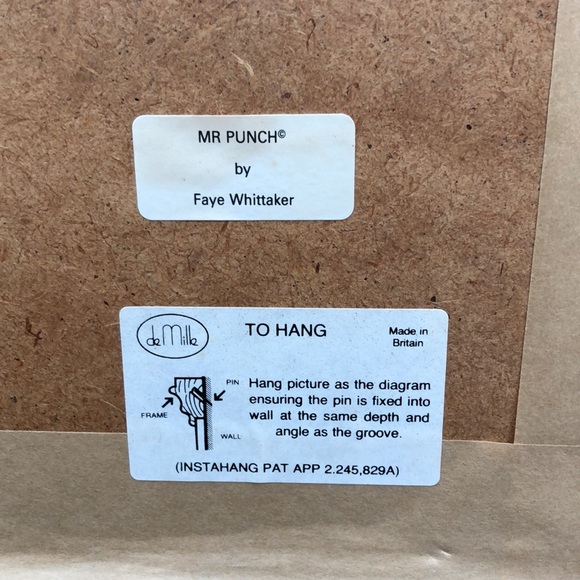 MR PUNCH©
by
Faye Whittaker
de Mille
TO HANG
Made in
Britain
PIN
FRAME
WALL
Hang picture as the diagram
ensuring the pin is fixed into
wall at the same depth and
angle as the groove.
(INSTAHANG PAT APP 2.245,829A)